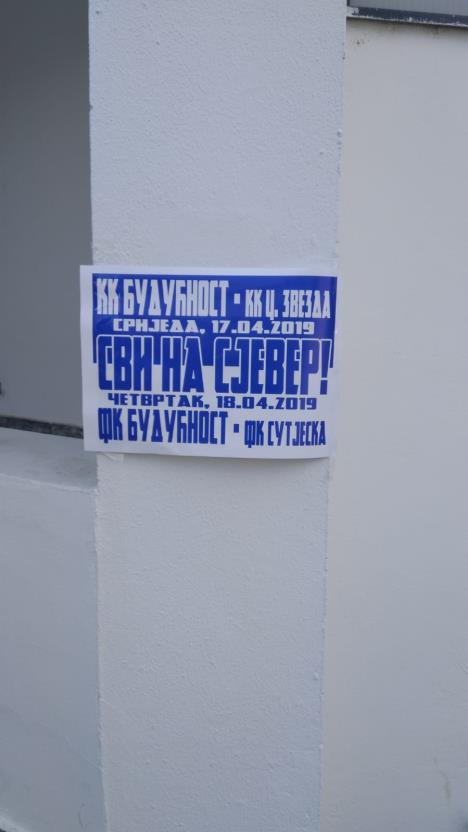 КК БУДУЋНОСТ - КК Ц. ЗВЕЗДА
СРИЈЕДА, 17.04.2019
СВИ НА СЈЕВЕР!
ЧЕТВРТАК, 18.04.2019
ФК БУДУЋНОСТ - ФК СУТЈЕСКА